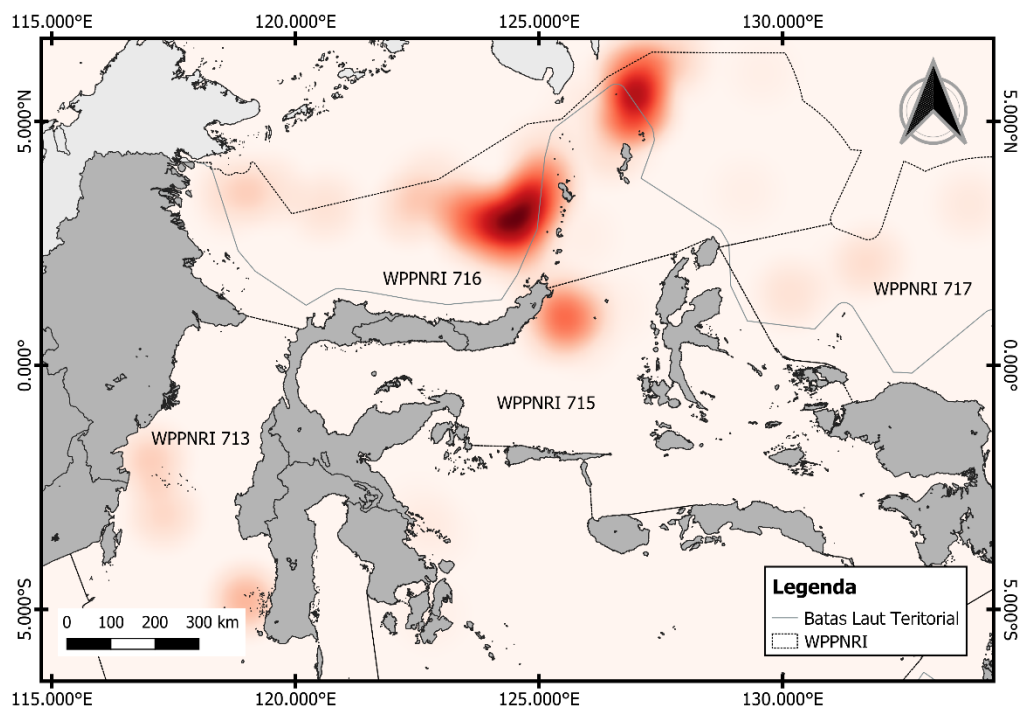 115.000°E 120.000°E 125.000°E 130.000°E
5.000°N 5.000°N
WPPNRI 716
WPPNRI 717
0.000° 0.000°
WPPNRI 715
WPPNRI 713
Legenda
Batas Laut Teritorial
WPPNRI
0 100 200 300 km
5.000°S 5.000°S
115.000°E 120.000°E 125.000°E 130.000°E